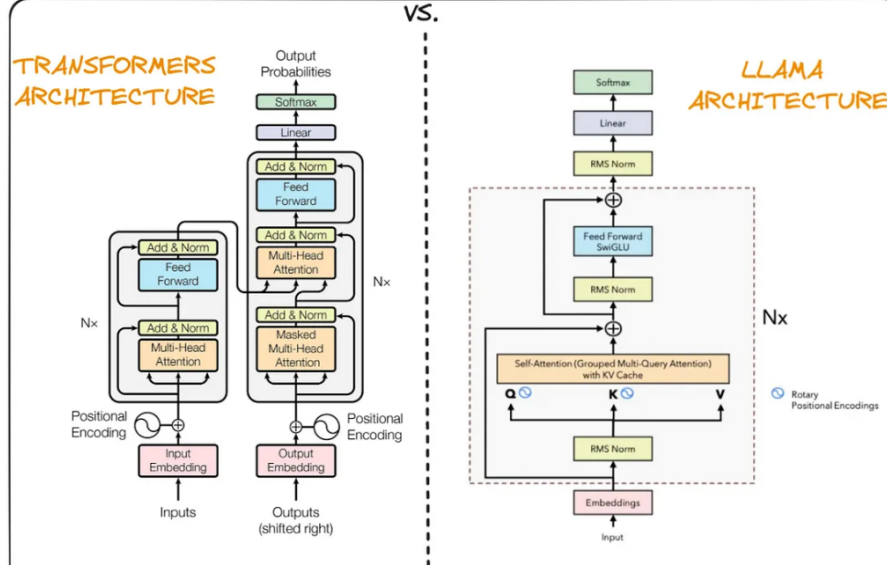 VS.
TRANSFORMERS
ARCHITECTURE
Output
Probabilities
Softmax
Linear
Add & Norm
Feed
Forward
Add & Norm
Multi-Head
Attention
Add & Norm
Masked
Multi-Head
Attention
Nx
Add & Norm
Feed
Forward
Add & Norm
Multi-Head
Attention
Nx
Positional
Encoding
Positional
Encoding
Input
Embedding
Output
Embedding
Inputs
Outputs
(shifted right)
LLAMA
ARCHITECTURE
Softmax
Linear
RMS Norm
Feed Forward
SwiGLU
RMS Norm
Nx
Self-Attention (Grouped Multi-Query Attention)
with KV Cache
Q K V
Rotary
Positional Encodings
RMS Norm
Embeddings
Input